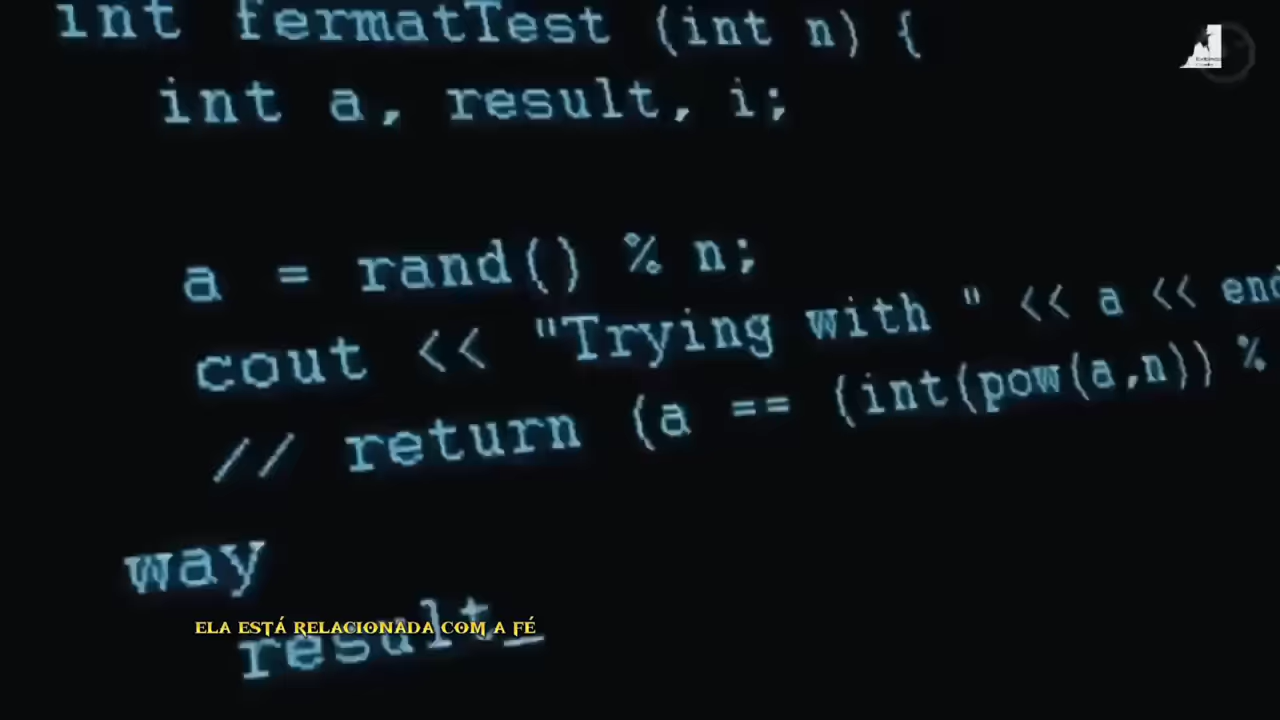 int fermatTest (int n) {
int a, result, i;
a = rand() % n;
cout << "Trying with " << a << end
// return (a == (int(pow(a,n)) %
way
result_
ELA ESTÁ RELACIONADA COM A FÉ